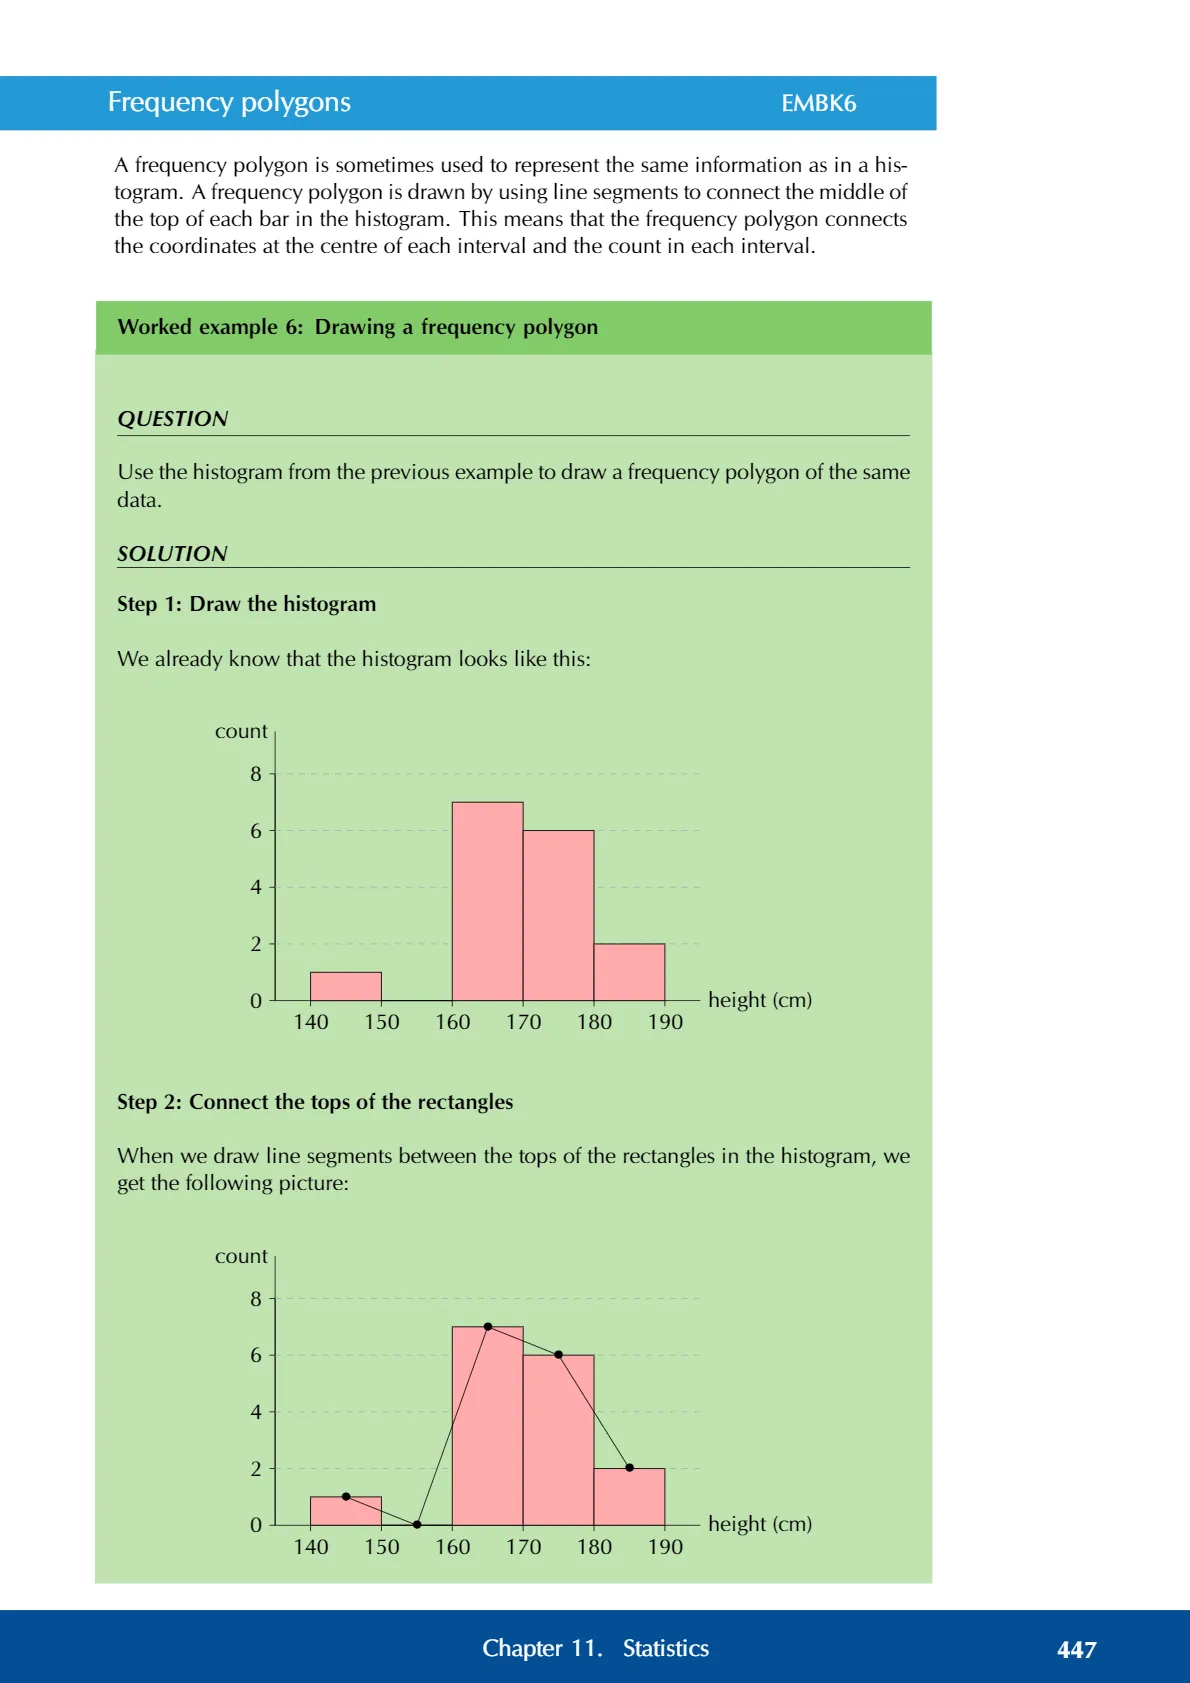 Frequency polygons EMBK6
A frequency polygon is sometimes used to represent the same information as in a his-
togram. A frequency polygon is drawn by using line segments to connect the middle of
the top of each bar in the histogram. This means that the frequency polygon connects
the coordinates at the centre of each interval and the count in each interval.
Worked example 6: Drawing a frequency polygon
QUESTION
Use the histogram from the previous example to draw a frequency polygon of the same
data.
SOLUTION
Step 1: Draw the histogram
We already know that the histogram looks like this:
count
8
6
4
2
0
height (cm)
140 150 160 170 180 190
Step 2: Connect the tops of the rectangles
When we draw line segments between the tops of the rectangles in the histogram, we
get the following picture:
count
8
6
4
2
0
height (cm)
140 150 160 170 180 190
Chapter 11. Statistics 447